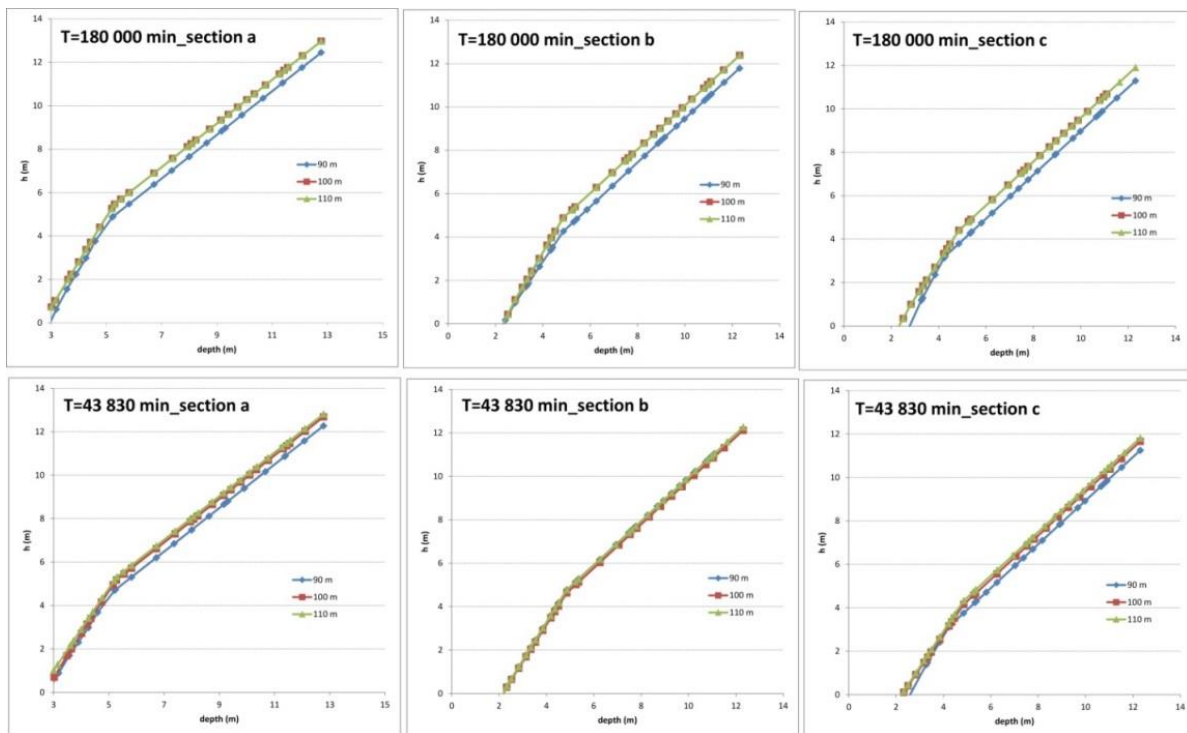 T=180 000 min_section a
h (m)
14
12
10
8
6
4
2
0
90 m
100 m
110 m
3 5 7 9 11 13 15
depth (m)
T=180 000 min_section b
h (m)
14
12
10
8
6
4
2
0
90 m
100 m
110 m
0 2 4 6 8 10 12 14
depth (m)
T=180 000 min_section c
h (m)
14
12
10
8
6
4
2
0
90 m
100 m
110 m
0 2 4 6 8 10 12 14
depth (m)
T=43 830 min_section a
h (m)
14
12
10
8
6
4
2
0
90 m
100 m
110 m
3 5 7 9 11 13 15
depth (m)
T=43 830 min_section b
h (m)
14
12
10
8
6
4
2
0
90 m
100 m
110 m
0 2 4 6 8 10 12 14
depth (m)
T=43 830 min_section c
h (m)
14
12
10
8
6
4
2
0
90 m
100 m
110 m
0 2 4 6 8 10 12 14
depth (m)